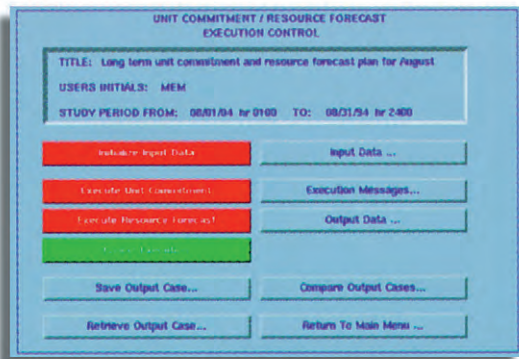 UNIT COMMITMENT / RESOURCE FORECAST
EXECUTION CONTROL
TITLE: Long term unit commitment and resource forecast plan for August
USERS INITIALS: MEM
STUDY PERIOD FROM: 08/01/94 hr 0100 TO: 08/31/94 hr 2400
Initialize Input Data
Input Data ...
Execute Unit Commitment
Execution Messages...
Execute Resource Forecast
Output Data ...
Save Output Case...
Compare Output Cases...
Retrieve Output Case...
Return To Main Menu ...